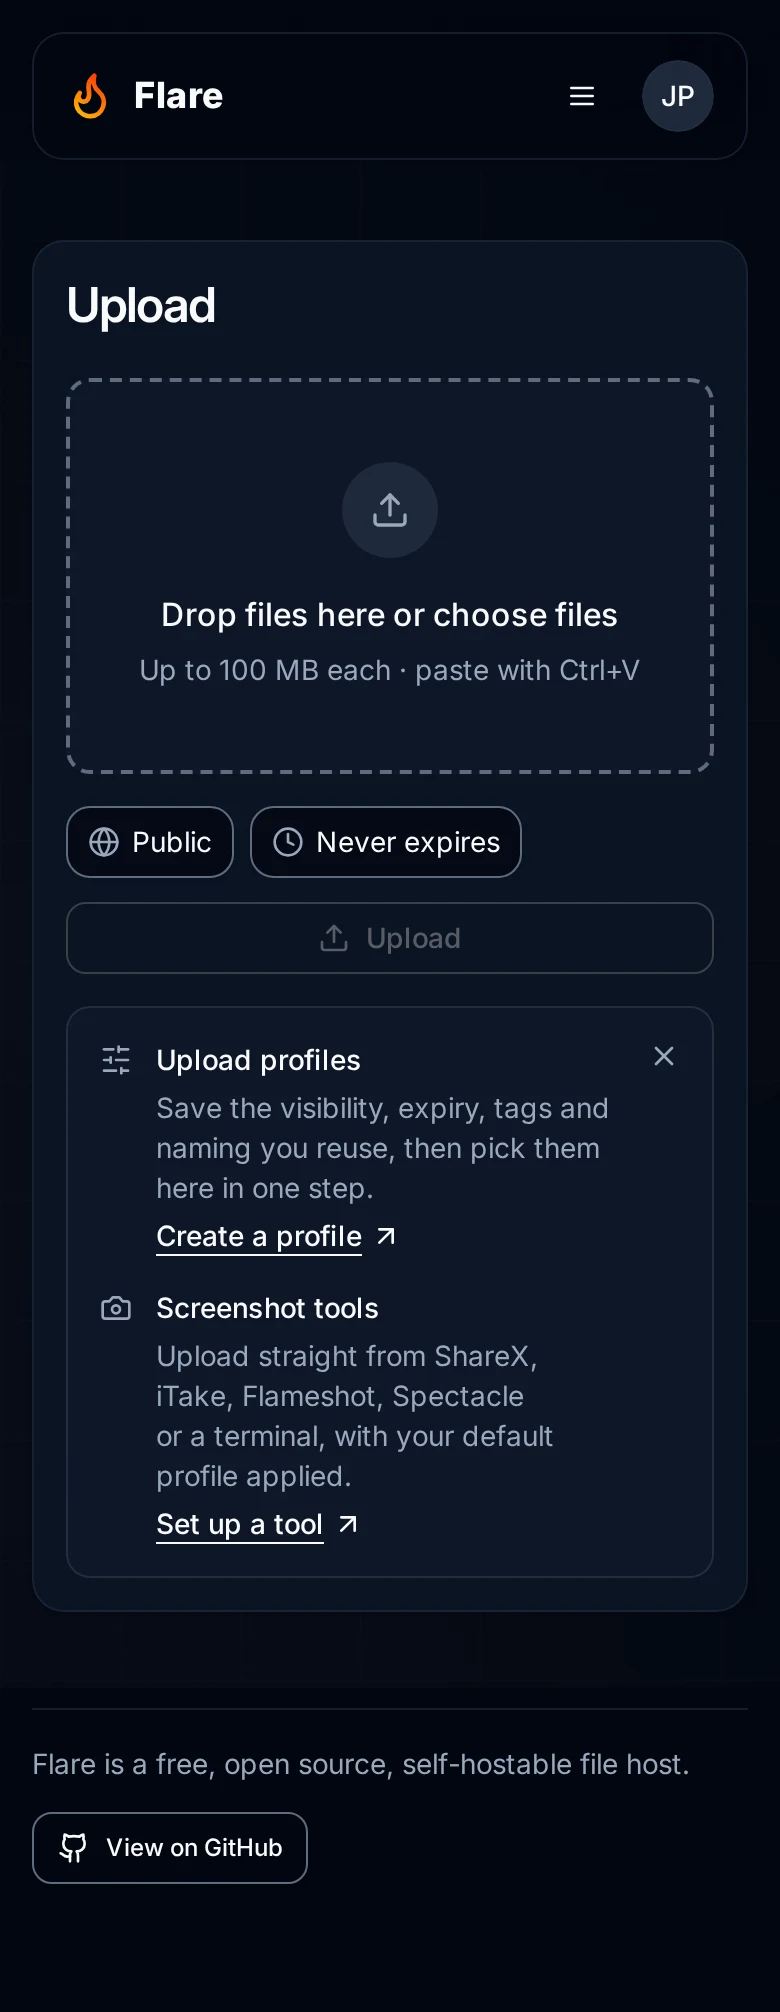 Flare
JP
Upload
Drop files here or choose files
Up to 100 MB each · paste with Ctrl+V
Public
Never expires
Upload
Upload profiles
Save the visibility, expiry, tags and
naming you reuse, then pick them
here in one step.
Create a profile
Screenshot tools
Upload straight from ShareX,
iTake, Flameshot, Spectacle
or a terminal, with your default
profile applied.
Set up a tool
Flare is a free, open source, self-hostable file host.
View on GitHub